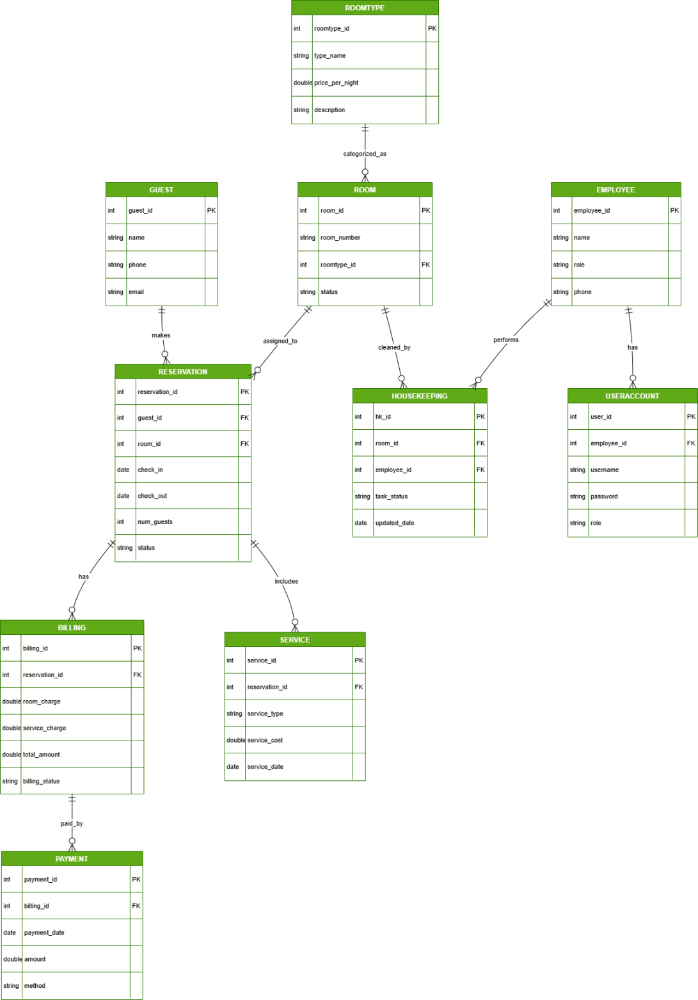 ROOMTYPE
int roomtype_id PK
string type_name
double price_per_night
string description
categorized_as
GUEST
int guest_id PK
string name
string phone
string email
ROOM
int room_id PK
string room_number
int roomtype_id FK
string status
EMPLOYEE
int employee_id PK
string name
string role
string phone
makes
assigned_to
cleaned_by
performs
has
RESERVATION
int reservation_id PK
int guest_id FK
int room_id FK
date check_in
date check_out
int num_guests
string status
HOUSEKEEPING
int hk_id PK
int room_id FK
int employee_id FK
string task_status
date updated_date
USERACCOUNT
int user_id PK
int employee_id FK
string username
string password
string role
has
includes
BILLING
int billing_id PK
int reservation_id FK
double room_charge
double service_charge
double total_amount
string billing_status
SERVICE
int service_id PK
int reservation_id FK
string service_type
double service_cost
date service_date
paid_by
PAYMENT
int payment_id PK
int billing_id FK
date payment_date
double amount
string method